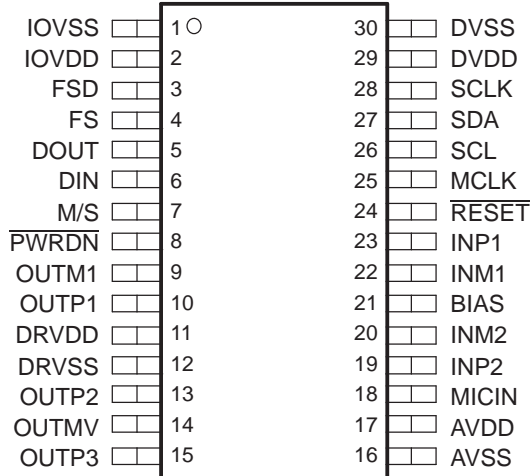 IOVSS 1 30 DVSS
IOVDD 2 29 DVDD
FSD 3 28 SCLK
FS 4 27 SDA
DOUT 5 26 SCL
DIN 6 25 MCLK
M/S 7 24 RESET
PWRDN 8 23 INP1
OUTM1 9 22 INM1
OUTP1 10 21 BIAS
DRVDD 11 20 INM2
DRVSS 12 19 INP2
OUTP2 13 18 MICIN
OUTMV 14 17 AVDD
OUTP3 15 16 AVSS